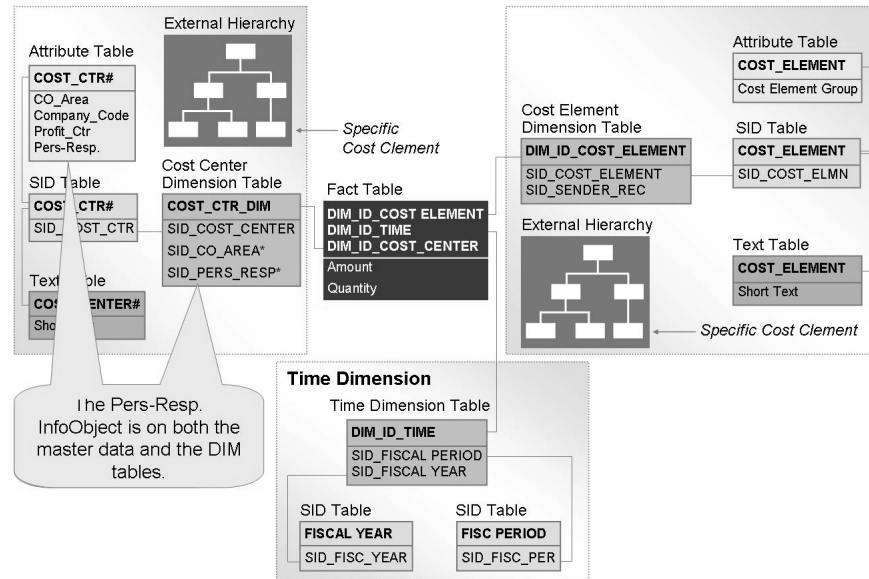 External Hierarchy
Attribute Table
COST_CTR#
CO_Area
Company_Code
Profit_Ctr
Pers-Resp.
Specific
Cost Clement
SID Table
COST_CTR#
SID_COST_CTR
Cost Center
Dimension Table
COST_CTR_DIM
SID_COST_CENTER
SID_CO_AREA*
SID_PERS_RESP*
Text Table
Fact Table
DIM_ID_COST ELEMENT
DIM_ID_TIME
DIM_ID_COST_CENTER
Amount
Quantity
The Pers-Resp.
InfoObject is on both the
master data and the DIM
tables.
Attribute Table
COST_ELEMENT
Cost Element Group
Cost Element
Dimension Table
DIM_ID_COST_ELEMENT
SID_COST_ELEMENT
SID_SENDER_REC
SID Table
COST_ELEMENT
SID_COST_ELMN
External Hierarchy
Text Table
COST_ELEMENT
Short Text
Specific Cost Clement
Time Dimension
Time Dimension Table
DIM_ID_TIME
SID_FISCAL PERIOD
SID_FISCAL YEAR
SID Table
FISCAL YEAR
SID_FISC_YEAR
SID Table
FISC PERIOD
SID_FISC_PER